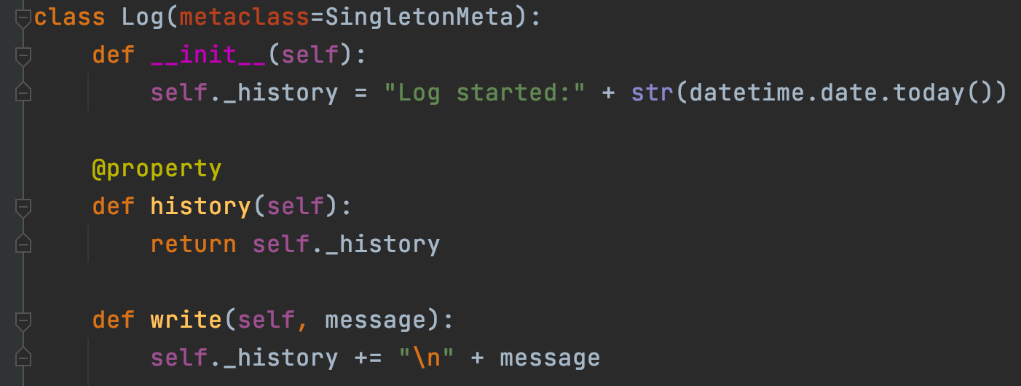 class Log(metaclass=SingletonMeta):
    def __init__(self):
        self._history = "Log started:" + str(datetime.date.today())

    @property
    def history(self):
        return self._history

    def write(self, message):
        self._history += "\n" + message